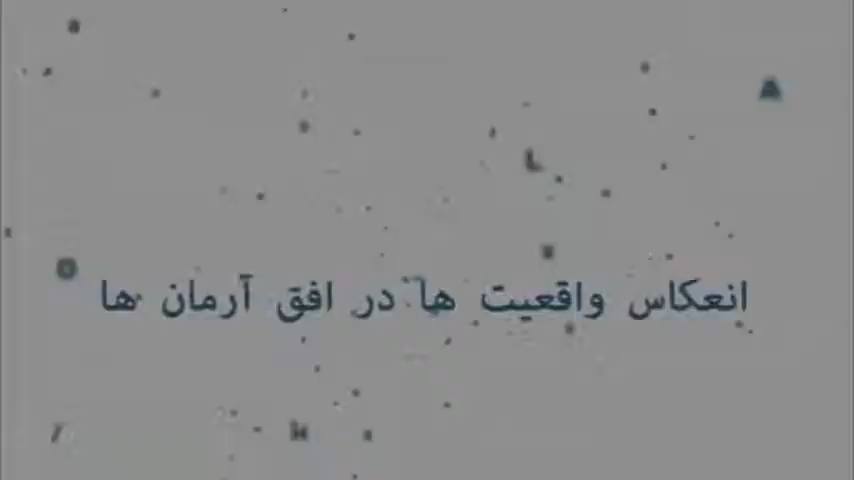 انعکاس واقعیت ها در افق آرمان ها